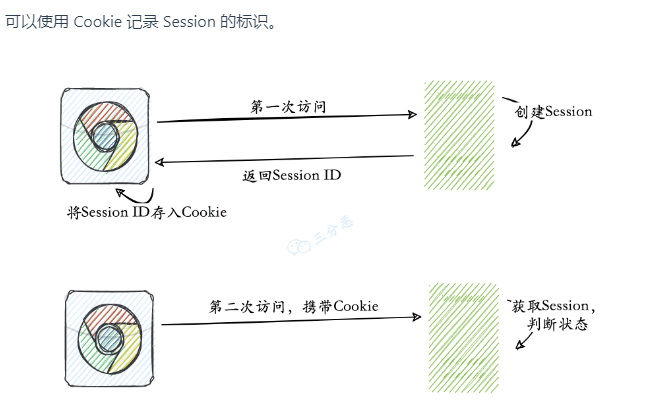 可以使用 Cookie 记录 Session 的标识。
第一次访问
创建Session
返回Session ID
将Session ID存入Cookie
三分恶
第二次访问，携带Cookie
获取Session，
判断状态